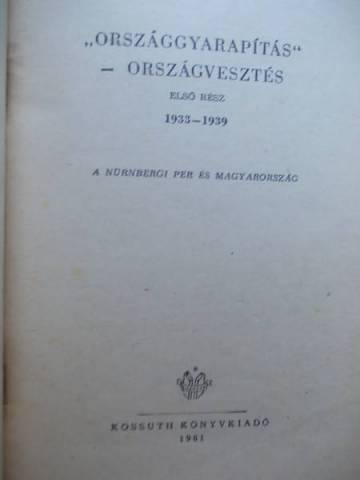 „ORSZÁGGYARAPÍTÁS“
— ORSZÁGVESZTÉS
ELSŐ RÉSZ
1933—1939
A NÜRNBERGI PER ÉS MAGYARORSZÁG
KOSSUTH KÖNYVKIADÓ
1961